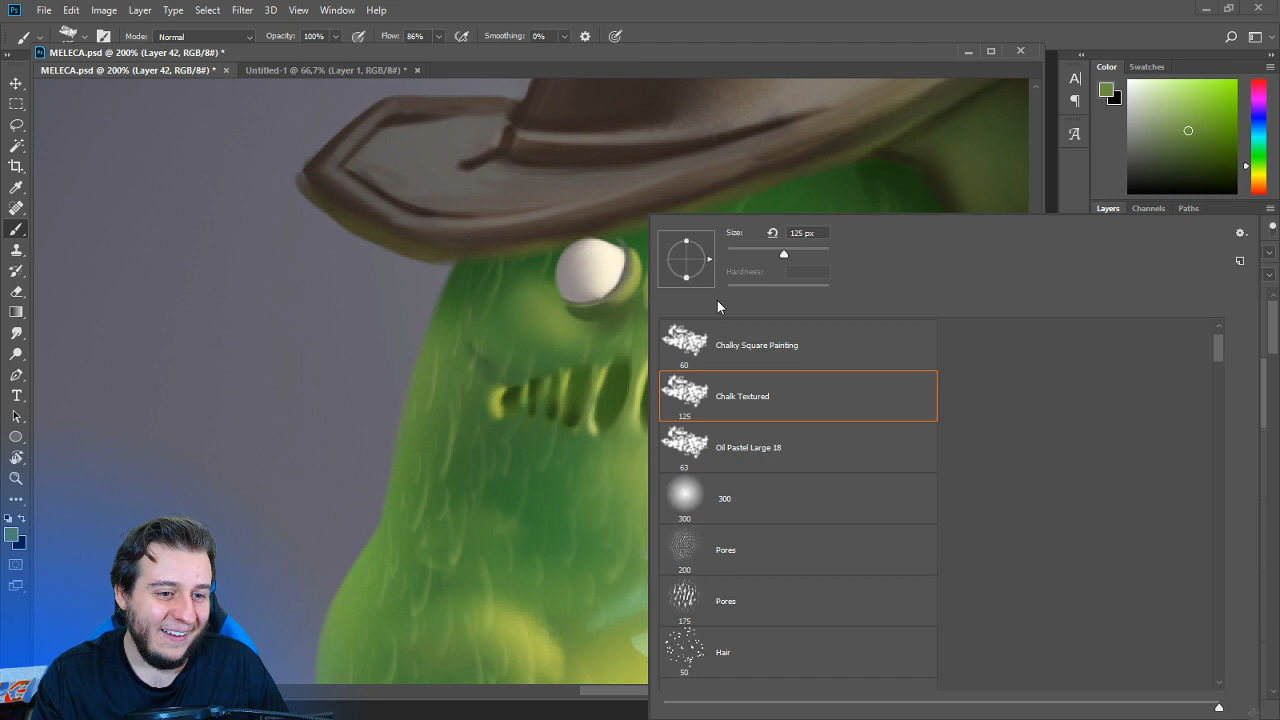 Ps File Edit Image Layer Type Select Filter 3D View Window Help
Mode: Normal Opacity: 100% Flow: 86% Smoothing: 0%
MELECA.psd @ 200% (Layer 42, RGB/8#) *
MELECA.psd @ 200% (Layer 42, RGB/8#) * Untitled-1 @ 66,7% (Layer 1, RGB/8#) *
Color Swatches
Layers Channels Paths
Size: 125 px
Hardness:
Chalky Square Painting
60
Chalk Textured
125
Oil Pastel Large 18
63
300
300
Pores
200
Pores
175
Hair
50